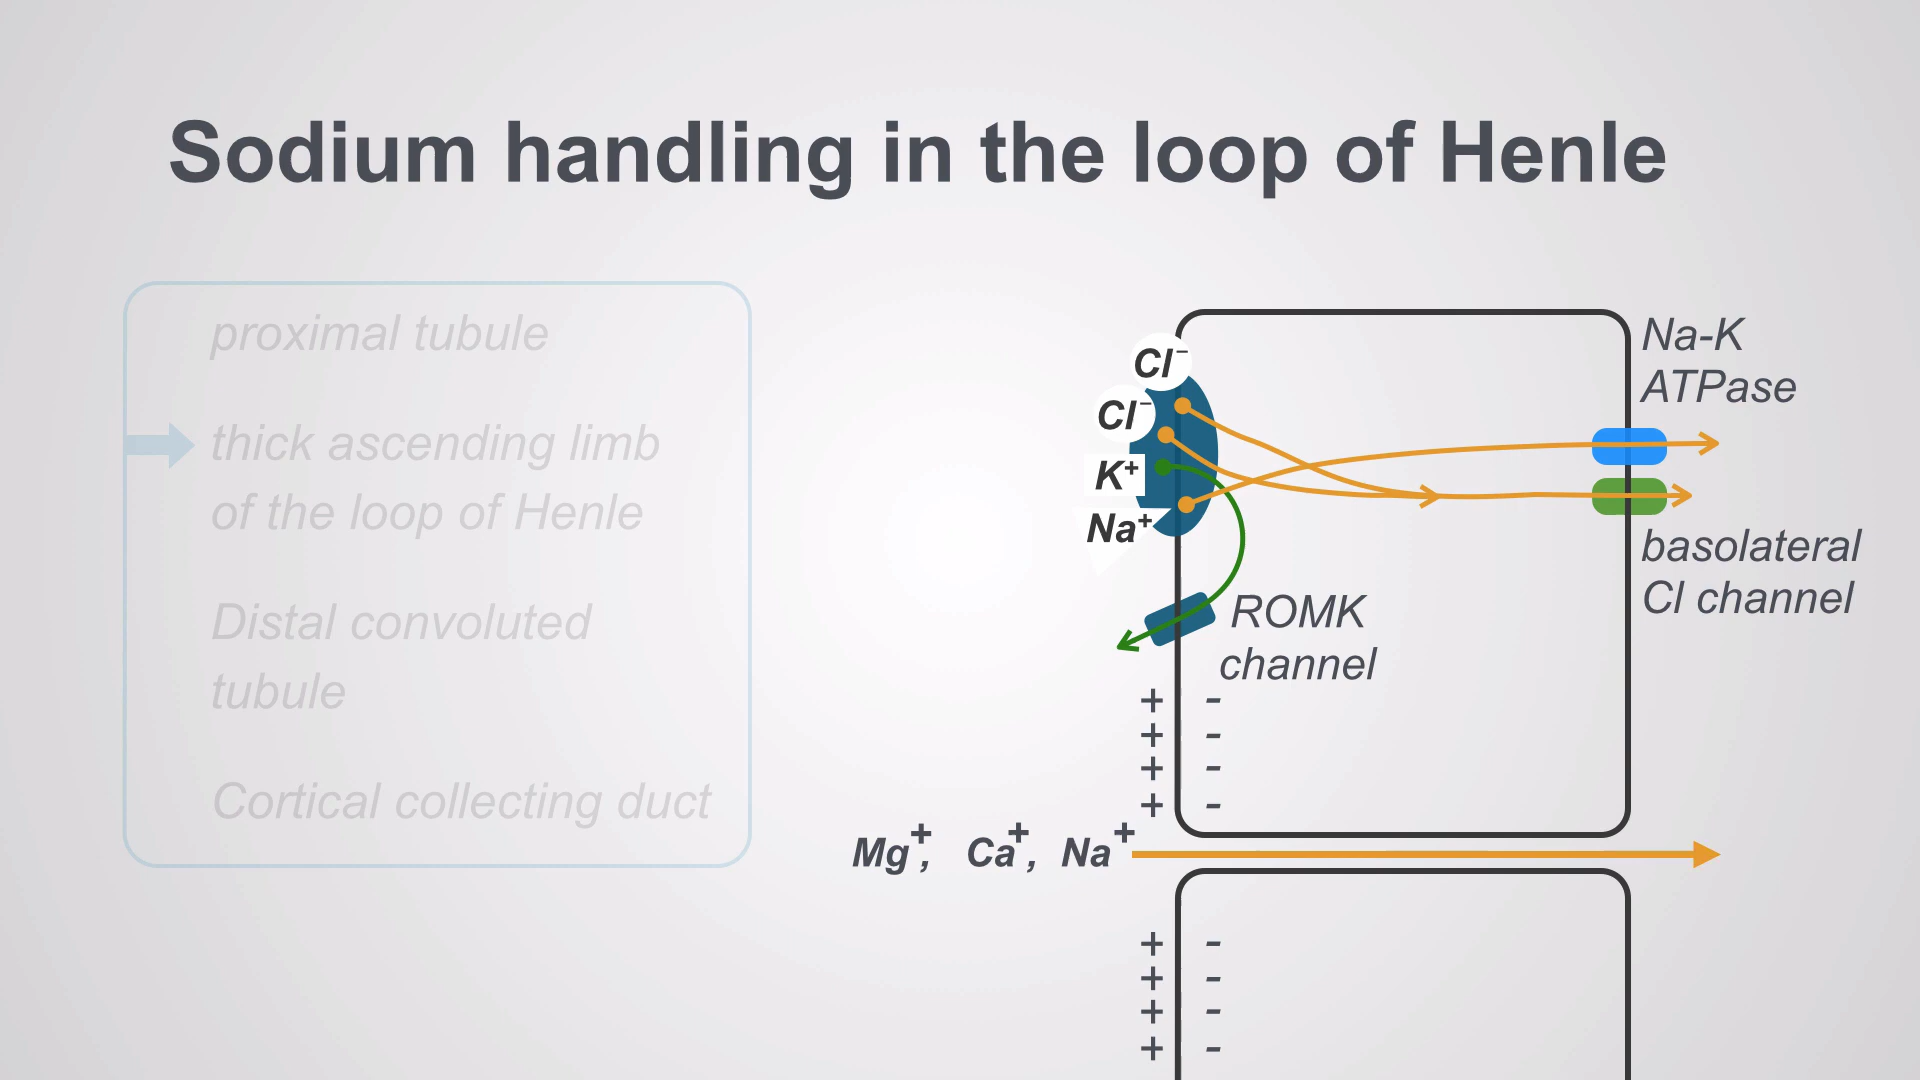 Sodium handling in the loop of Henle
proximal tubule
thick ascending limb
of the loop of Henle
Distal convoluted
tubule
Cortical collecting duct
Cl⁻
Cl⁻
K⁺
Na⁺
Na-K
ATPase
basolateral
Cl channel
ROMK
channel
+ -
+ -
+ -
+ -
Mg⁺, Ca⁺, Na⁺
+ -
+ -
+ -
+ -